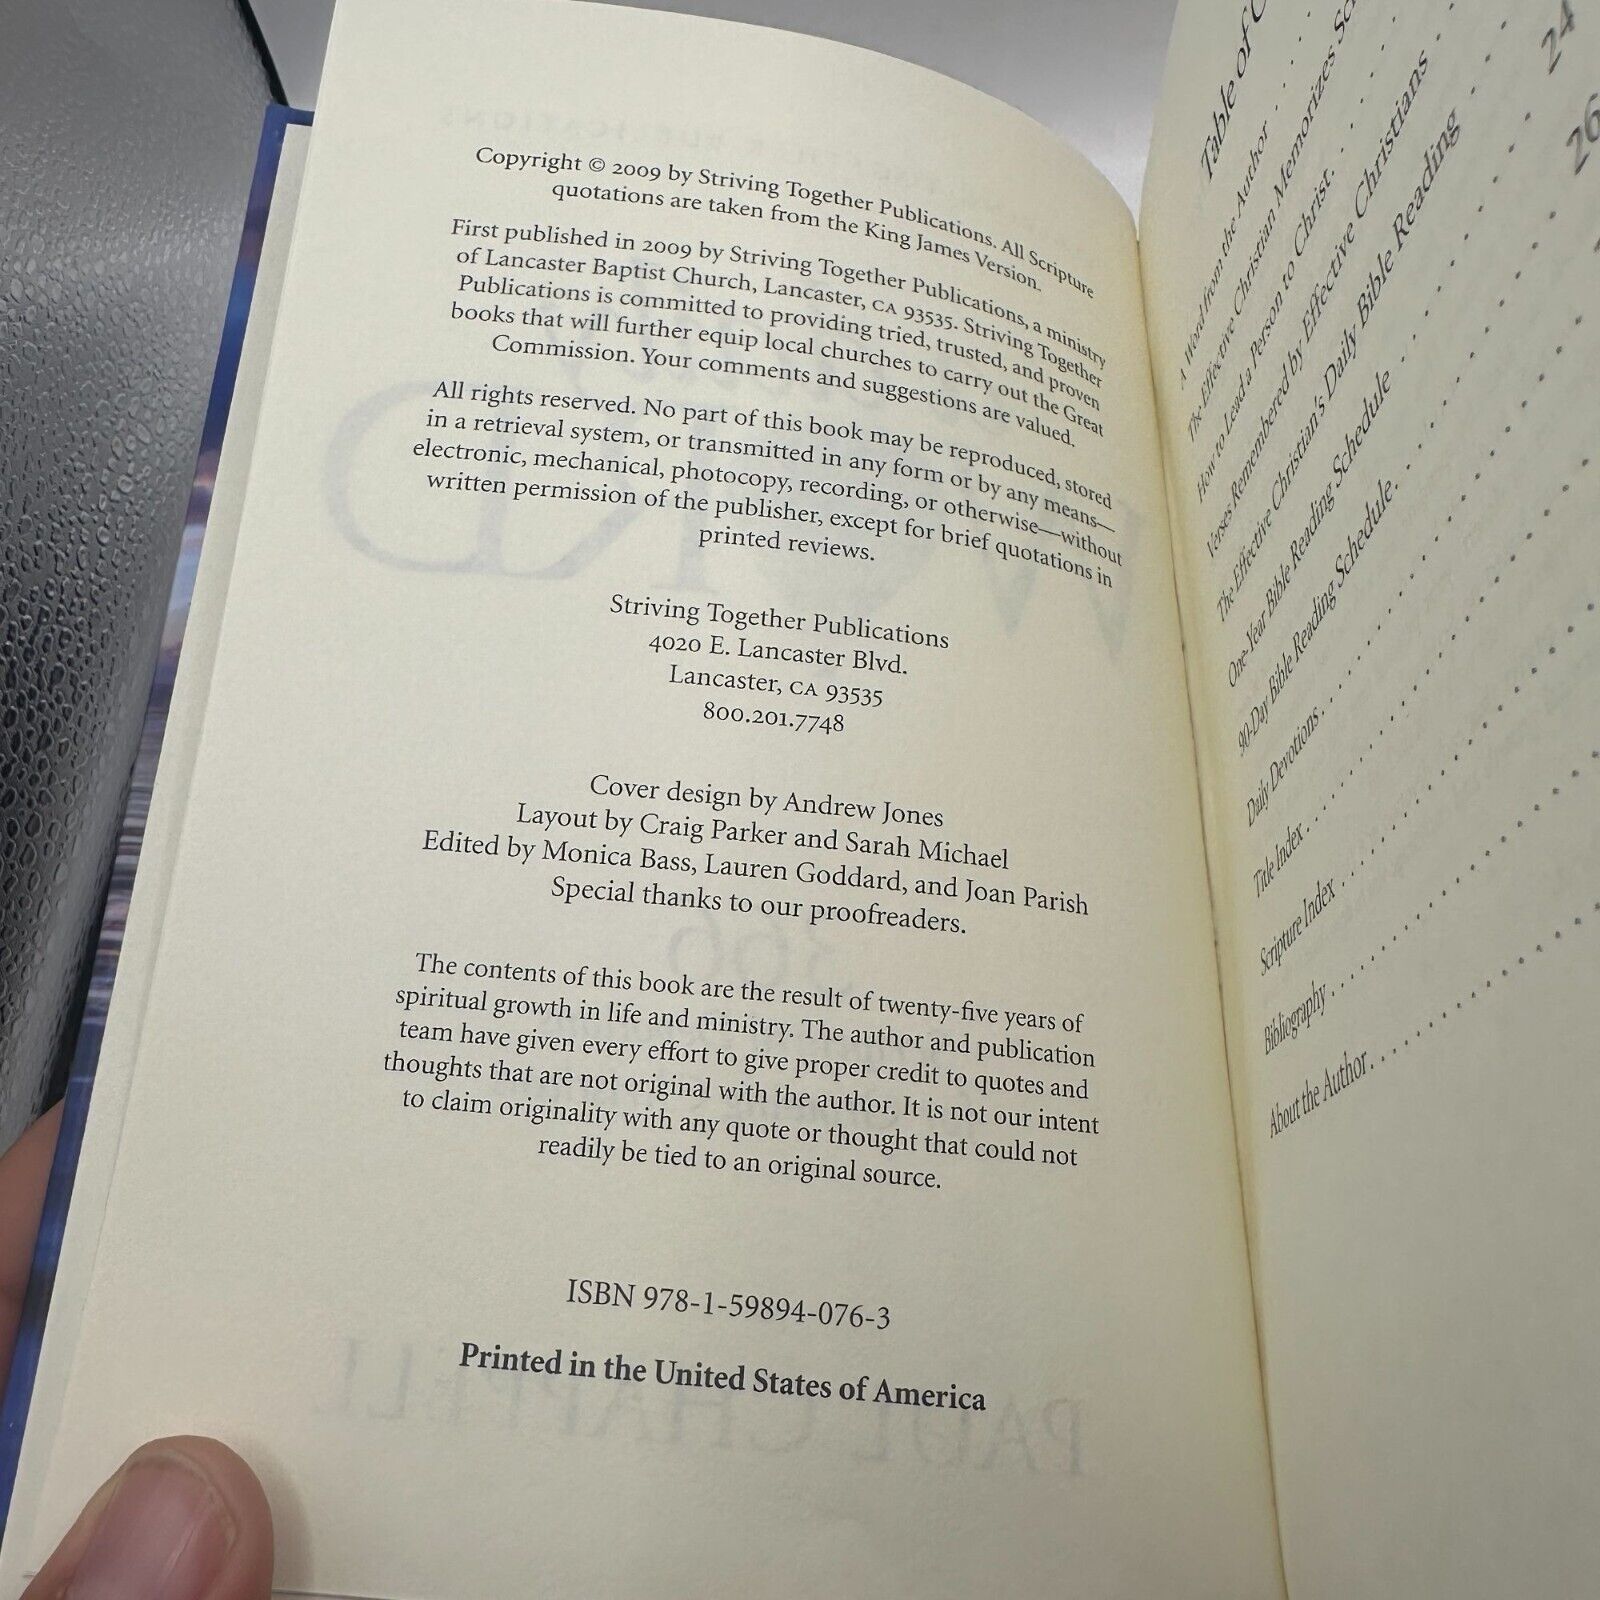 Copyright © 2009 by Striving Together Publications. All Scripture
quotations are taken from the King James Version.
First published in 2009 by Striving Together Publications, a ministry
of Lancaster Baptist Church, Lancaster, CA 93535. Striving Together
Publications is committed to providing tried, trusted, and proven
books that will further equip local churches to carry out the Great
Commission. Your comments and suggestions are valued.
All rights reserved. No part of this book may be reproduced, stored
in a retrieval system, or transmitted in any form or by any means—
electronic, mechanical, photocopy, recording, or otherwise—without
written permission of the publisher, except for brief quotations in
printed reviews.
Striving Together Publications
4020 E. Lancaster Blvd.
Lancaster, CA 93535
800.201.7748
Cover design by Andrew Jones
Layout by Craig Parker and Sarah Michael
Edited by Monica Bass, Lauren Goddard, and Joan Parish
Special thanks to our proofreaders.
The contents of this book are the result of twenty-five years of
spiritual growth in life and ministry. The author and publication
team have given every effort to give proper credit to quotes and
thoughts that are not original with the author. It is not our intent
to claim originality with any quote or thought that could not
readily be tied to an original source.
ISBN 978-1-59894-076-3
Printed in the United States of America
PAUL CHAPPELL
Table of
A Word from the Author
The Effective Christian Memorizes
How to Lead a Person to Christ
Verses Remembered by Effective Christians
The Effective Christian's Daily Bible Reading
One-Year Bible Reading Schedule
90-Day Bible Reading Schedule
Daily Devotions
Title Index
Scripture Index
Bibliography
About the Author
24
26